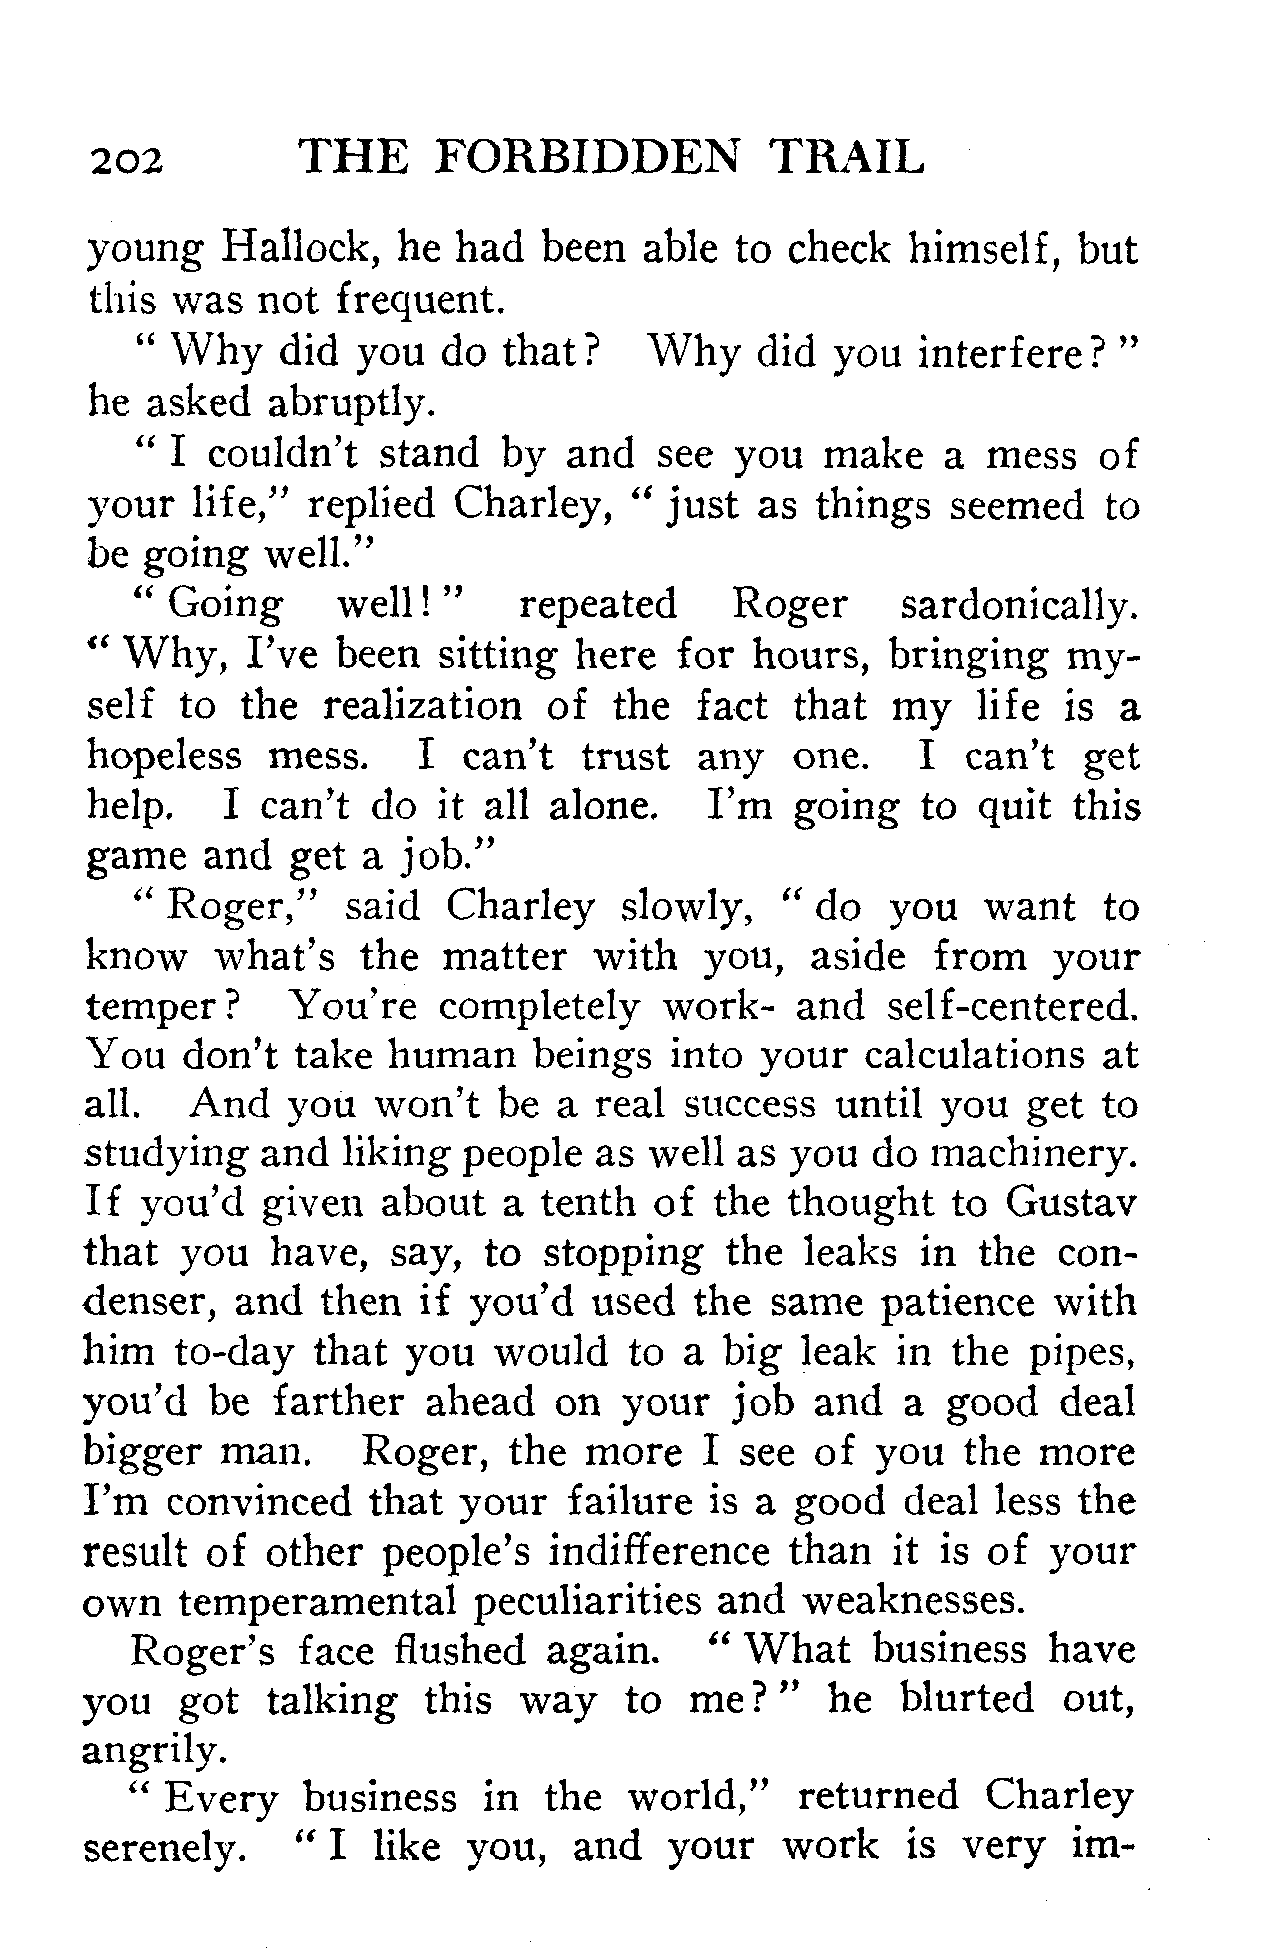 202 THE FORBIDDEN TRAIL
young Hallock, he had been able to check himself, but
this was not frequent.
“ Why did you do that? Why did you interfere? ”
he asked abruptly.
“ I couldn’t stand by and see you make a mess of
your life,” replied Charley, “ just as things seemed to
be going well.”
“ Going well! ” repeated Roger sardonically.
“ Why, I’ve been sitting here for hours, bringing my-
self to the realization of the fact that my life is a
hopeless mess. I can’t trust any one. I can’t get
help. I can’t do it all alone. I’m going to quit this
game and get a job.”
“ Roger,” said Charley slowly, “ do you want to
know what’s the matter with you, aside from your
temper? You’re completely work- and self-centered.
You don’t take human beings into your calculations at
all. And you won’t be a real success until you get to
studying and liking people as well as you do machinery.
If you’d given about a tenth of the thought to Gustav
that you have, say, to stopping the leaks in the con-
denser, and then if you’d used the same patience with
him to-day that you would to a big leak in the pipes,
you’d be farther ahead on your job and a good deal
bigger man. Roger, the more I see of you the more
I’m convinced that your failure is a good deal less the
result of other people’s indifference than it is of your
own temperamental peculiarities and weaknesses.
Roger’s face flushed again. “ What business have
you got talking this way to me? ” he blurted out,
angrily.
“ Every business in the world,” returned Charley
serenely. “ I like you, and your work is very im-